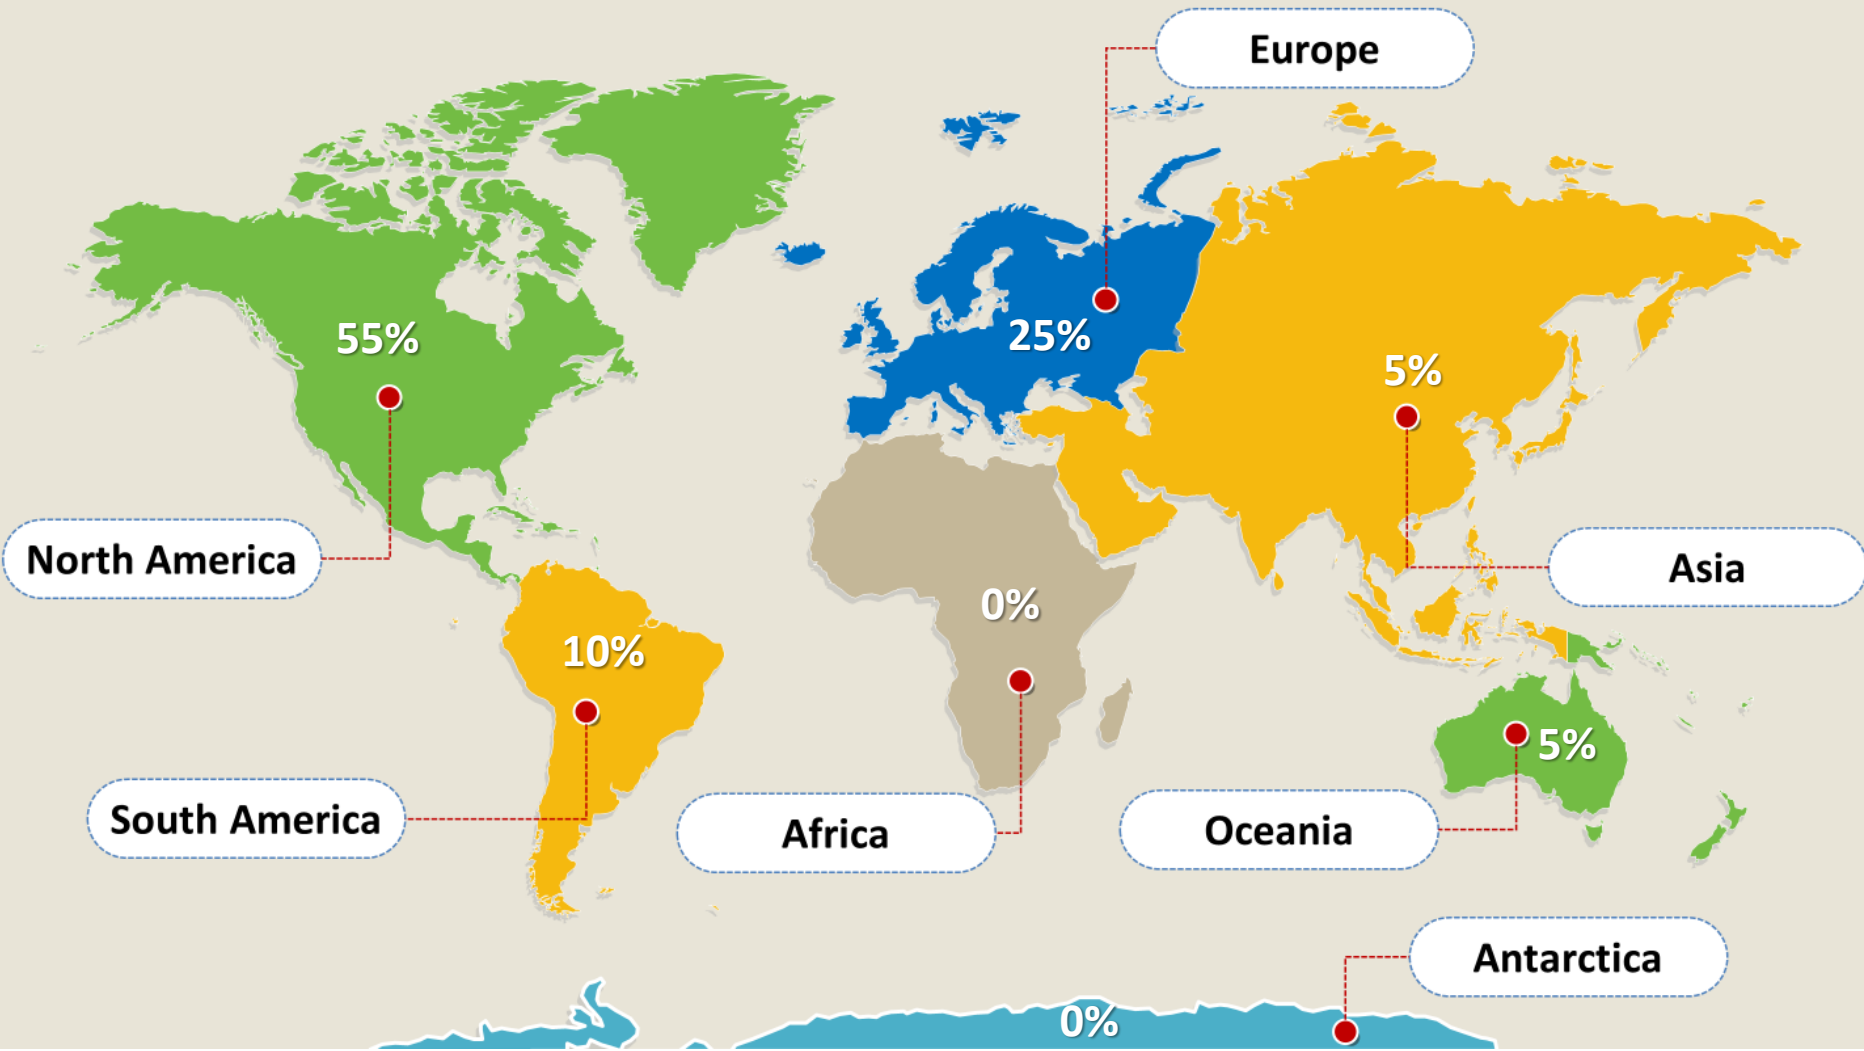 Europe
55%
25%
5%
North America
Asia
0%
10%
5%
South America
Africa
Oceania
Antarctica
0%